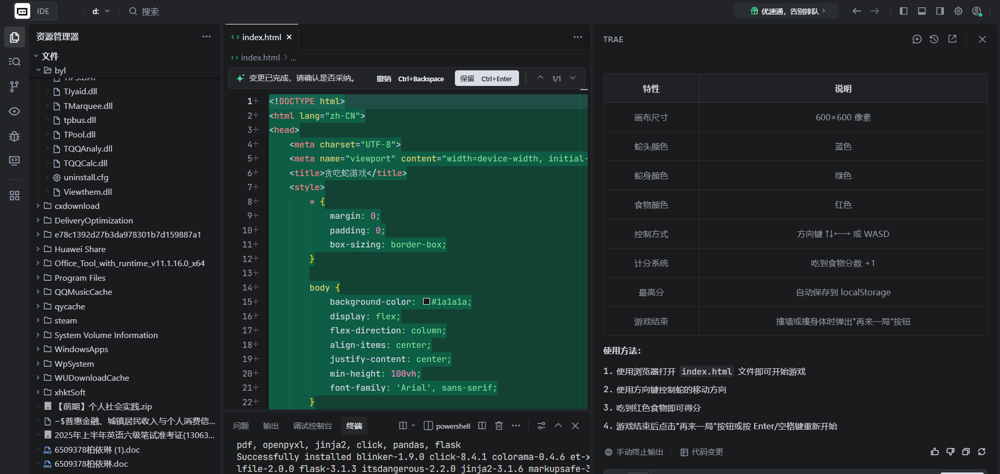 IDE
d:
搜索
优速通，告别排队
资源管理器
文件
byl
TIPS.DAT
TJyaid.dll
TMarquee.dll
tpbus.dll
TPool.dll
TQQAnaly.dll
TQQCalc.dll
uninstall.cfg
Viewthem.dll
cxdownload
DeliveryOptimization
e78c1392d27b3da978301b7d159887a1
Huawei Share
Office_Tool_with_runtime_v11.1.16.0_x64
Program Files
QQMusicCache
qycache
steam
System Volume Information
WindowsApps
WpSystem
WUDownloadCache
xhktSoft
【前期】个人社会实践.zip
~$普惠金融、城镇居民收入与个人消费信...
2025年上半年英语六级笔试准考证(13063...
6509378柏依琳 (1).doc
6509378柏依琳.doc
index.html
index.html > ...
变更已完成，请确认是否采纳。 撤销 Ctrl+Backspace 保留 Ctrl+Enter 1/1
1+ <!DOCTYPE html>
2+ <html lang="zh-CN">
3+ <head>
4+ <meta charset="UTF-8">
5+ <meta name="viewport" content="width=device-width, initial-
6+ <title>贪吃蛇游戏</title>
7+ <style>
8+ * {
9+ margin: 0;
10+ padding: 0;
11+ box-sizing: border-box;
12+ }
13+
14+ body {
15+ background-color: #1a1a1a;
16+ display: flex;
17+ flex-direction: column;
18+ align-items: center;
19+ justify-content: center;
20+ min-height: 100vh;
21+ font-family: 'Arial', sans-serif;
22+ }
问题 输出 调试控制台 终端 powershell
pdf, openpyxl, jinja2, click, pandas, flask
Successfully installed blinker-1.9.0 click-8.4.1 colorama-0.4.6 et-x
lfile-2.0.0 flask-3.1.3 itsdangerous-2.2.0 jinja2-3.1.6 markupsafe-3
TRAE
特性 说明
画布尺寸 600×600 像素
蛇头颜色 蓝色
蛇身颜色 绿色
食物颜色 红色
控制方式 方向键 ↑↓←→ 或 WASD
计分系统 吃到食物分数 +1
最高分 自动保存到 localStorage
游戏结束 撞墙或撞身体时弹出"再来一局"按钮
使用方法：
1. 使用浏览器打开 index.html 文件即可开始游戏
2. 使用方向键控制蛇的移动方向
3. 吃到红色食物即可得分
4. 游戏结束后点击"再来一局"按钮或按 Enter/空格键重新开始
手动终止输出 代码变更